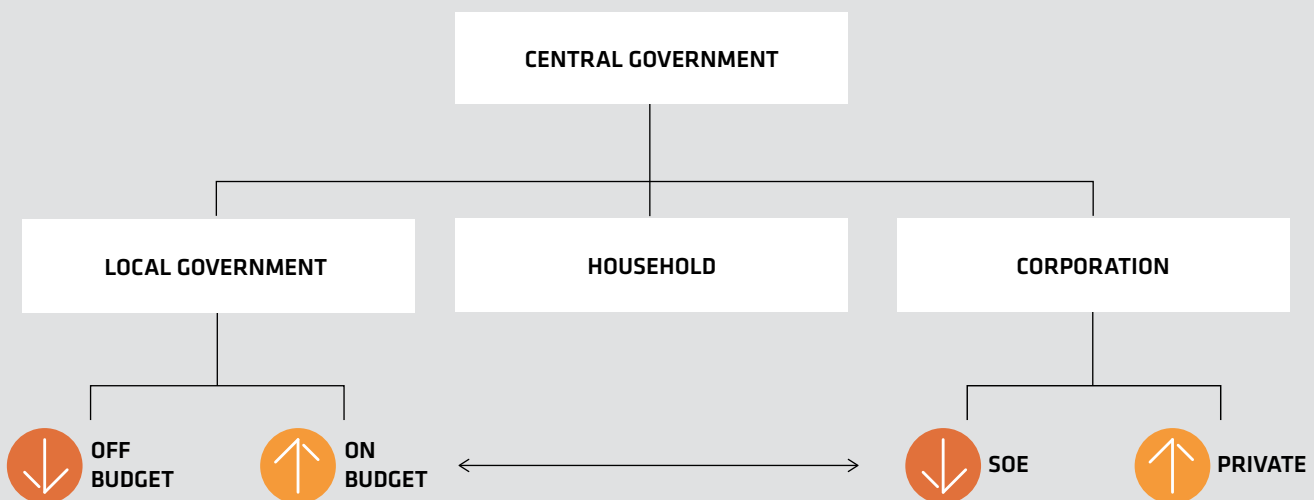 CENTRAL GOVERNMENT
LOCAL GOVERNMENT
HOUSEHOLD
CORPORATION
OFF
BUDGET
ON
BUDGET
SOE
PRIVATE